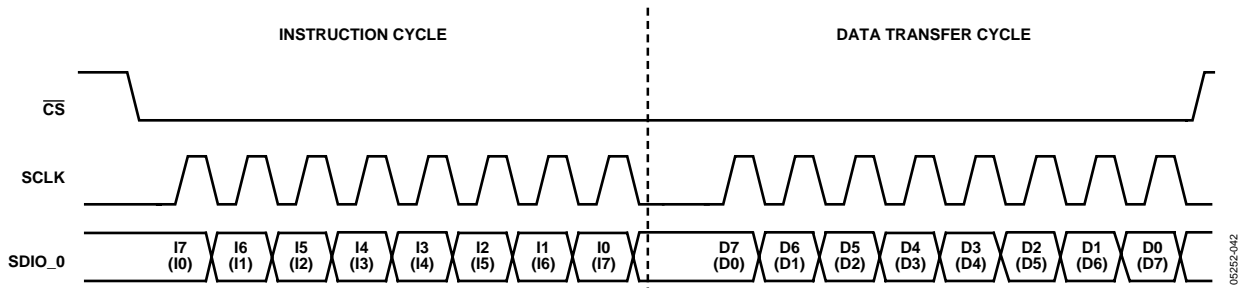 INSTRUCTION CYCLE DATA TRANSFER CYCLE
CS
SCLK
SDIO_0
I7 I6 I5 I4 I3 I2 I1 I0 D7 D6 D5 D4 D3 D2 D1 D0
(I0) (I1) (I2) (I3) (I4) (I5) (I6) (I7) (D0) (D1) (D2) (D3) (D4) (D5) (D6) (D7)
05252-042